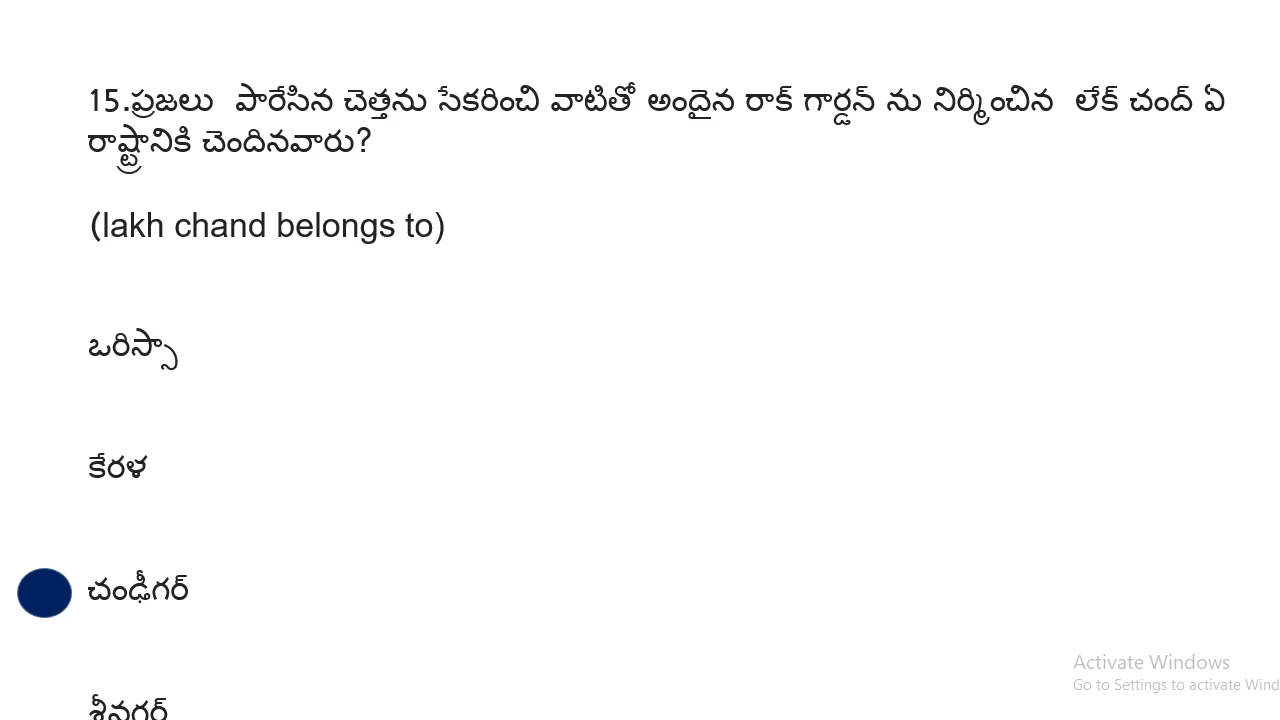 15.ప్రజలు  పారేసిన చెత్తను సేకరించి వాటితో అందైన రాక్ గార్డన్ ను నిర్మించిన  లేక్ చంద్ ఏ
రాష్ట్రానికి చెందినవారు?
(lakh chand belongs to)
ఒరిస్సా
కేరళ
చండీగర్
శ్రీనగర్
Activate Windows
Go to Settings to activate Wind